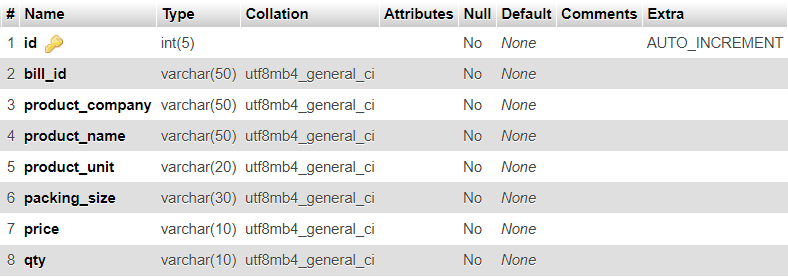 # Name Type Collation Attributes Null Default Comments Extra
1 id int(5) No None AUTO_INCREMENT
2 bill_id varchar(50) utf8mb4_general_ci No None
3 product_company varchar(50) utf8mb4_general_ci No None
4 product_name varchar(50) utf8mb4_general_ci No None
5 product_unit varchar(20) utf8mb4_general_ci No None
6 packing_size varchar(30) utf8mb4_general_ci No None
7 price varchar(10) utf8mb4_general_ci No None
8 qty varchar(10) utf8mb4_general_ci No None